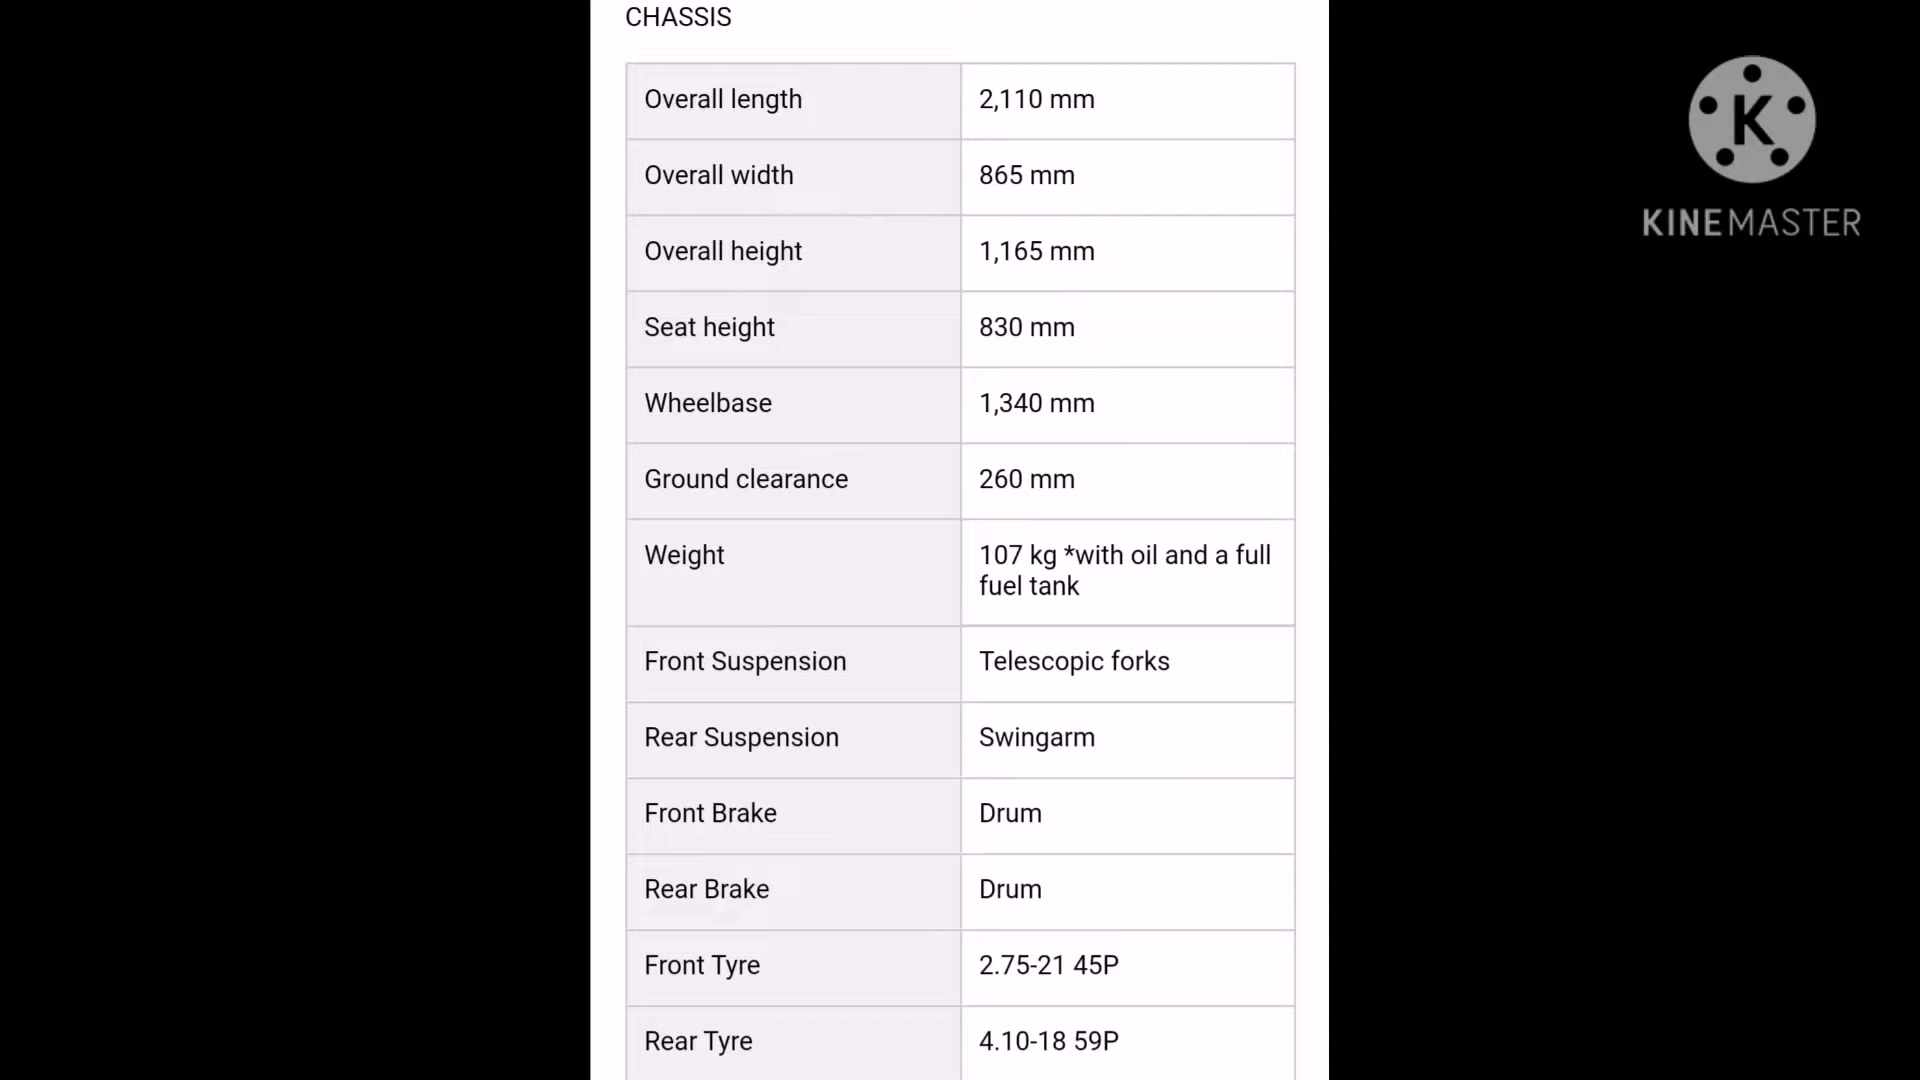 CHASSIS
Overall length 2,110 mm
Overall width 865 mm
Overall height 1,165 mm
Seat height 830 mm
Wheelbase 1,340 mm
Ground clearance 260 mm
Weight 107 kg *with oil and a full
fuel tank
Front Suspension Telescopic forks
Rear Suspension Swingarm
Front Brake Drum
Rear Brake Drum
Front Tyre 2.75-21 45P
Rear Tyre 4.10-18 59P
K
KINEMASTER